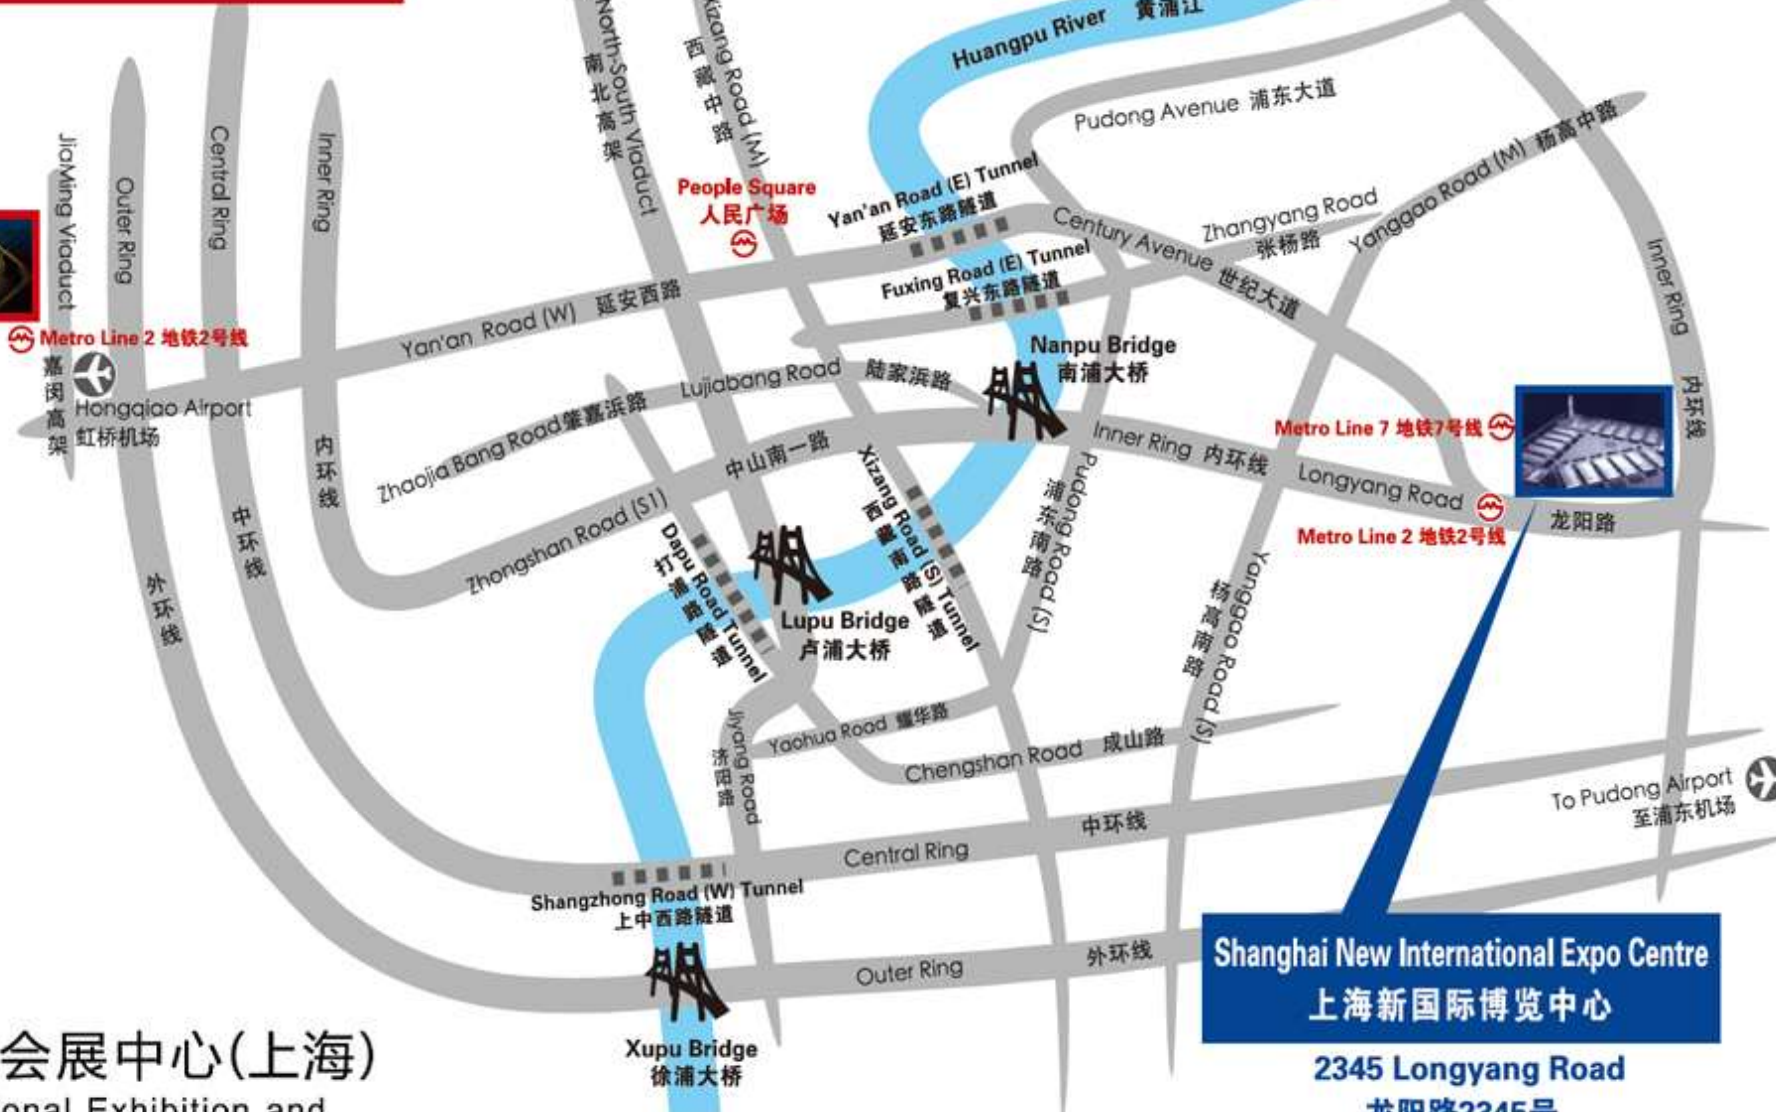 Huangpu River 黄浦江
North-South Viaduct
南北高架
Xizang Road (M)
西藏中路
Pudong Avenue 浦东大道
Yanggao Road (M) 杨高中路
JiaMing Viaduct
嘉闵高架
Outer Ring
Central Ring
Inner Ring
People Square
人民广场
Yan'an Road (E) Tunnel
延安东路隧道
Century Avenue 世纪大道
Zhangyang Road
张杨路
Fuxing Road (E) Tunnel
复兴东路隧道
Inner Ring
内环线
Metro Line 2 地铁2号线
Hongqiao Airport
虹桥机场
Yan'an Road (W) 延安西路
Nanpu Bridge
南浦大桥
Lujiabang Road 陆家浜路
Zhaojia Bang Road 肇嘉浜路
内环线
中山南一路
Zhongshan Road (S1)
Inner Ring 内环线
Longyang Road
龙阳路
Metro Line 7 地铁7号线
Metro Line 2 地铁2号线
Xizang Road (S) Tunnel
西藏南路隧道
Pudong Road (S)
浦东南路
Dapu Road Tunnel
打浦路隧道
Lupu Bridge
卢浦大桥
Yanggao Road (S)
杨高南路
中环线
外环线
Jiyang Road
济阳路
Yaohua Road 耀华路
Chengshan Road 成山路
To Pudong Airport
至浦东机场
Central Ring
中环线
Shangzhong Road (W) Tunnel
上中西路隧道
Outer Ring
外环线
Xupu Bridge
徐浦大桥
Shanghai New International Expo Centre
上海新国际博览中心
2345 Longyang Road
龙阳路2345号
会展中心(上海)
onal Exhibition and